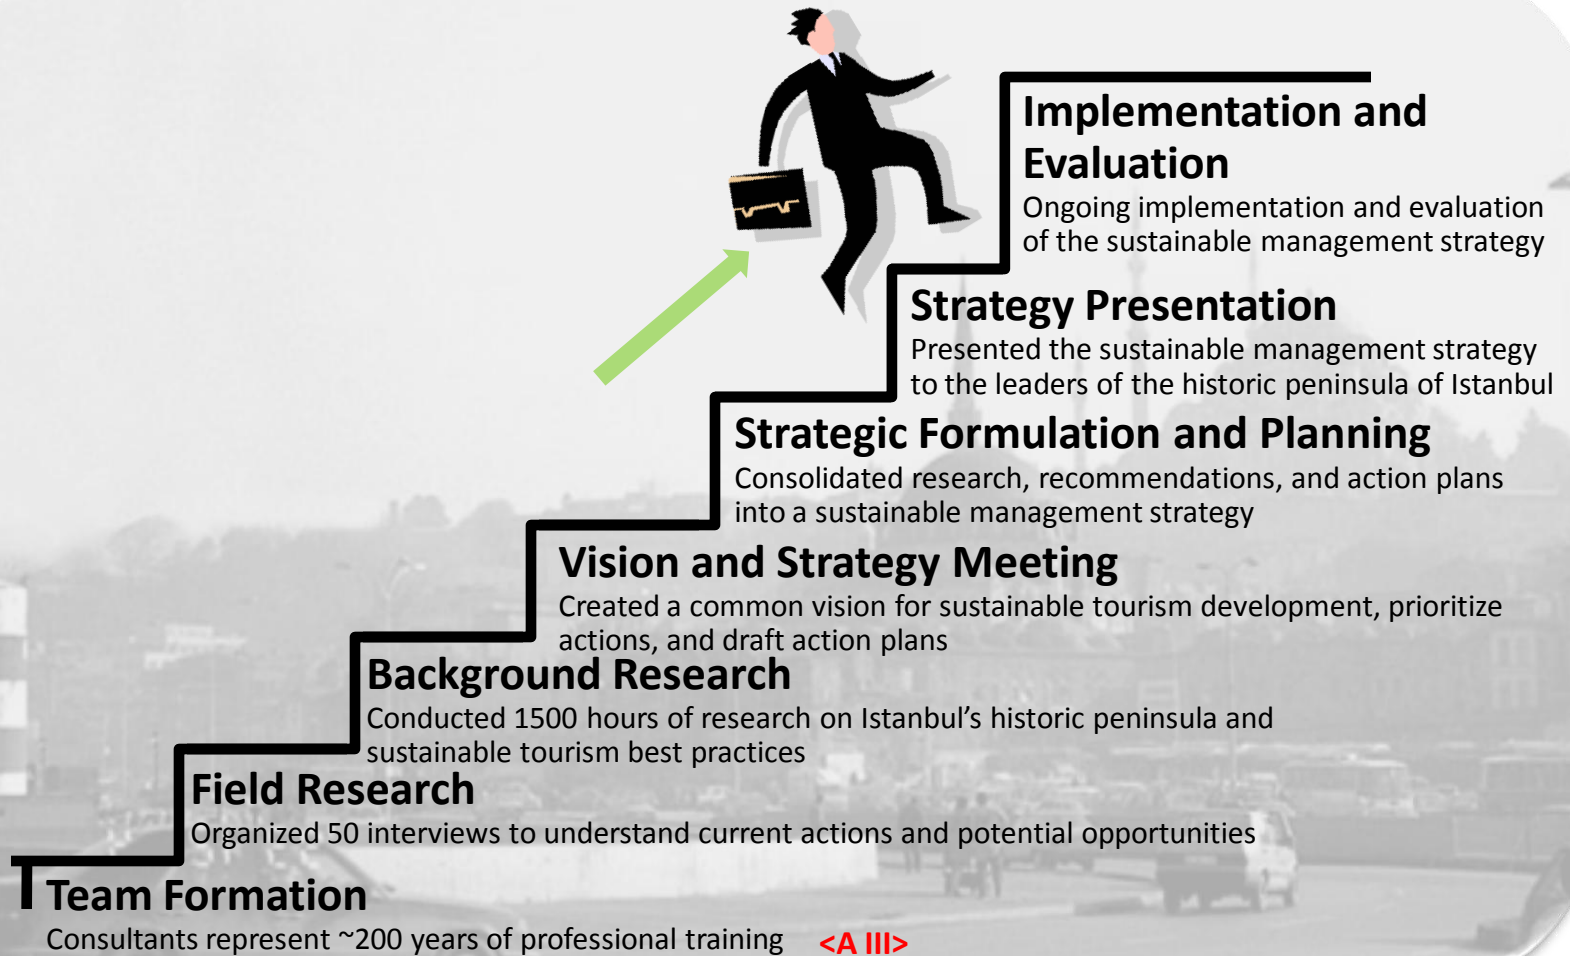 Implementation and
Evaluation
Ongoing implementation and evaluation
of the sustainable management strategy
Strategy Presentation
Presented the sustainable management strategy
to the leaders of the historic peninsula of Istanbul
Strategic Formulation and Planning
Consolidated research, recommendations, and action plans
into a sustainable management strategy
Vision and Strategy Meeting
Created a common vision for sustainable tourism development, prioritize
actions, and draft action plans
Background Research
Conducted 1500 hours of research on Istanbul’s historic peninsula and
sustainable tourism best practices
Field Research
Organized 50 interviews to understand current actions and potential opportunities
Team Formation
Consultants represent ~200 years of professional training <A III>